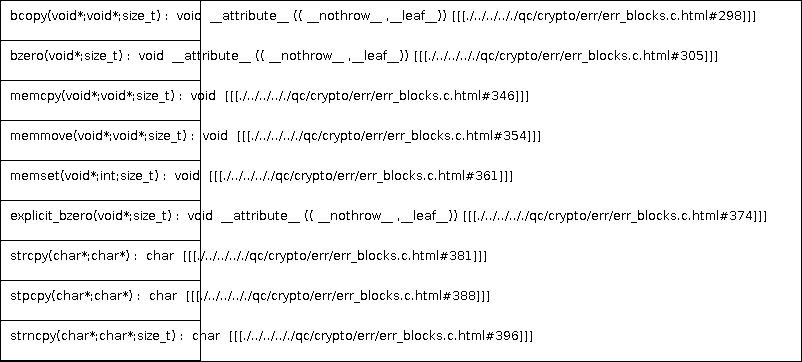 bcopy(void*;void*;size_t) : void __attribute__ (( __nothrow__ ,__leaf__)) [[[./../../.././qc/crypto/err/err_blocks.c.html#298]]]
bzero(void*;size_t) : void __attribute__ (( __nothrow__ ,__leaf__)) [[[./../../.././qc/crypto/err/err_blocks.c.html#305]]]
memcpy(void*;void*;size_t) : void [[[./../../.././qc/crypto/err/err_blocks.c.html#346]]]
memmove(void*;void*;size_t) : void [[[./../../.././qc/crypto/err/err_blocks.c.html#354]]]
memset(void*;int;size_t) : void [[[./../../.././qc/crypto/err/err_blocks.c.html#361]]]
explicit_bzero(void*;size_t) : void __attribute__ (( __nothrow__ ,__leaf__)) [[[./../../.././qc/crypto/err/err_blocks.c.html#374]]]
strcpy(char*;char*) : char [[[./../../.././qc/crypto/err/err_blocks.c.html#381]]]
stpcpy(char*;char*) : char [[[./../../.././qc/crypto/err/err_blocks.c.html#388]]]
strncpy(char*;char*;size_t) : char [[[./../../.././qc/crypto/err/err_blocks.c.html#396]]]